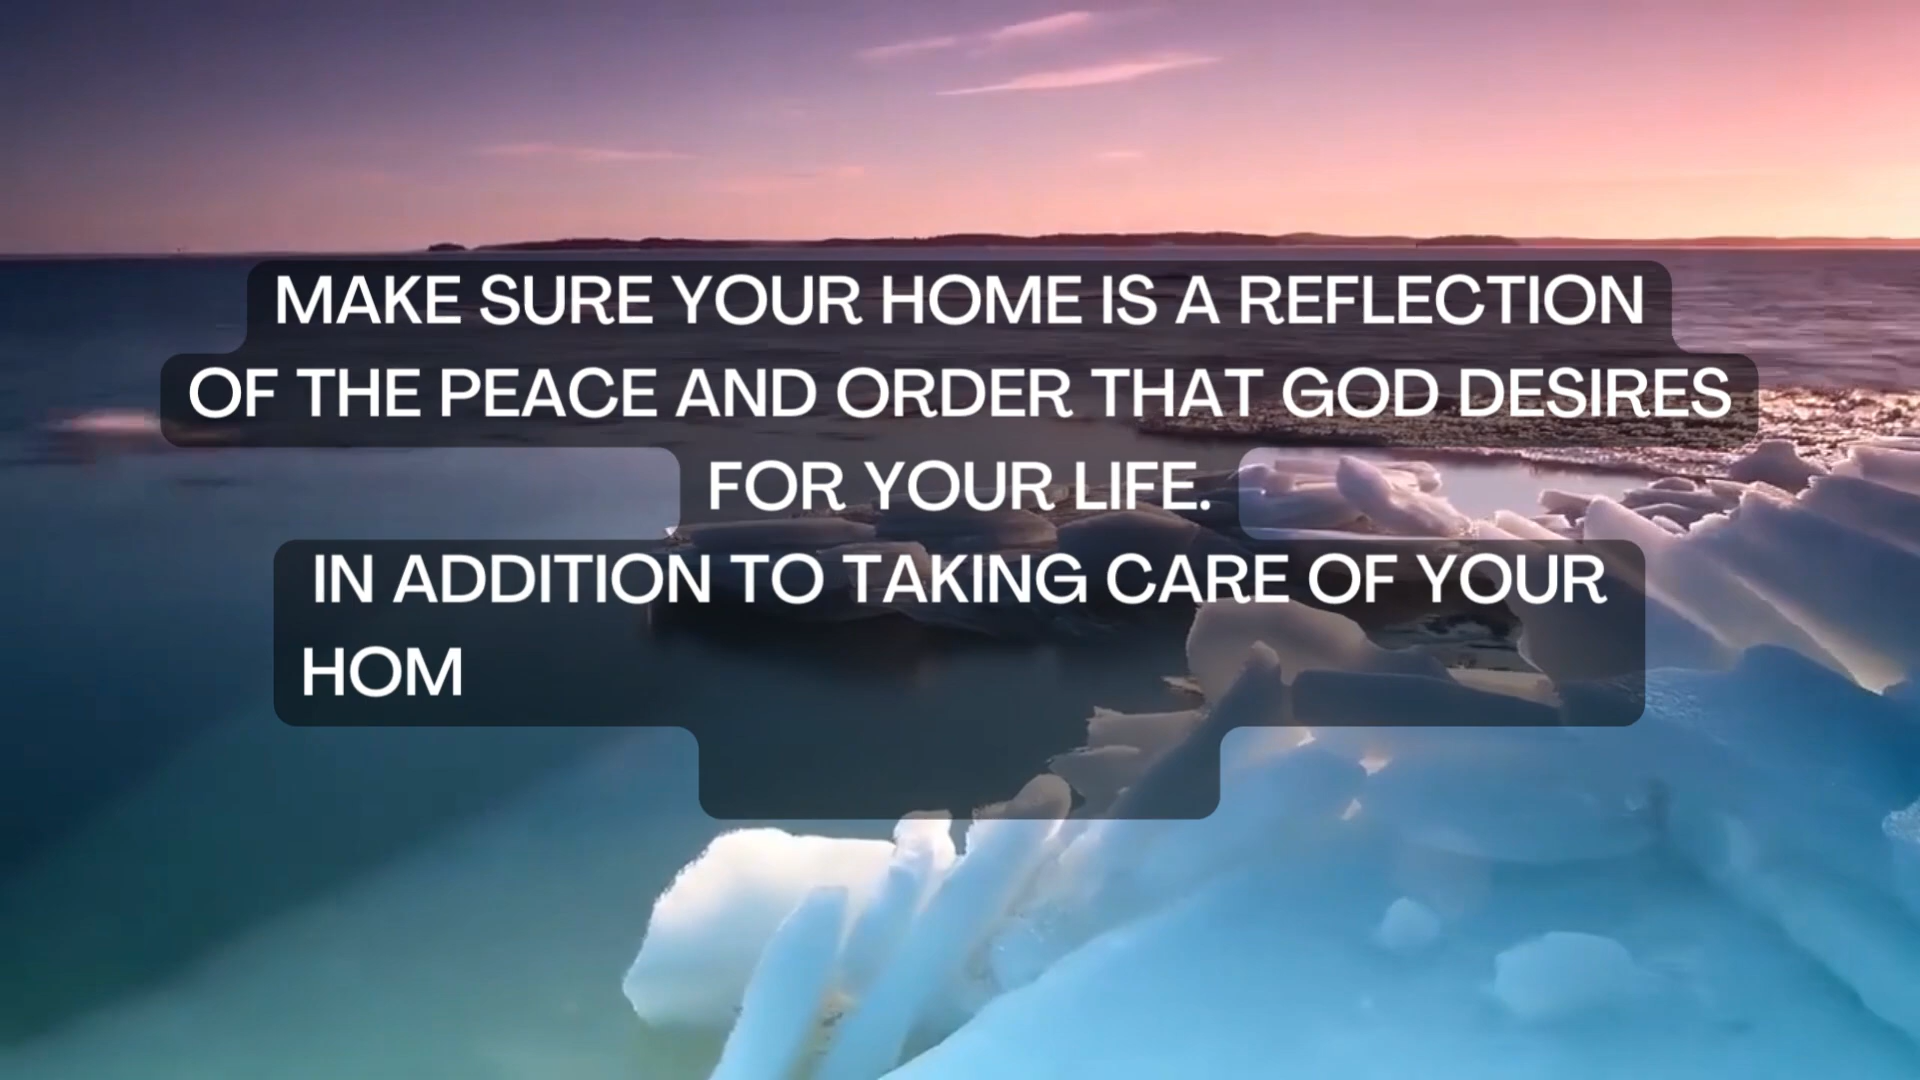 MAKE SURE YOUR HOME IS A REFLECTION
OF THE PEACE AND ORDER THAT GOD DESIRES
FOR YOUR LIFE.
IN ADDITION TO TAKING CARE OF YOUR
HOM